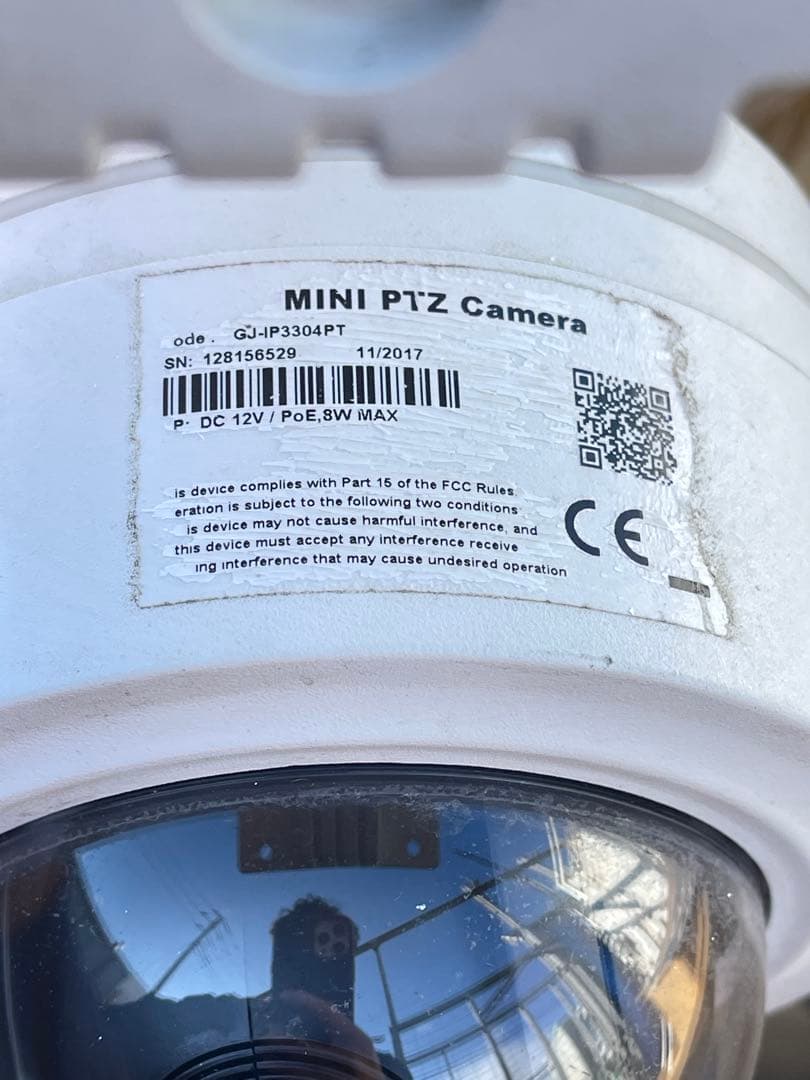 MINI PTZ Camera
ode . GJ-IP3304PT
SN: 128156529 11/2017
P· DC 12V / PoE,8W MAX
is device complies with Part 15 of the FCC Rules.
eration is subject to the following two conditions
is device may not cause harmful interference, and
this device must accept any interference receive
ing interference that may cause undesired operation
CE